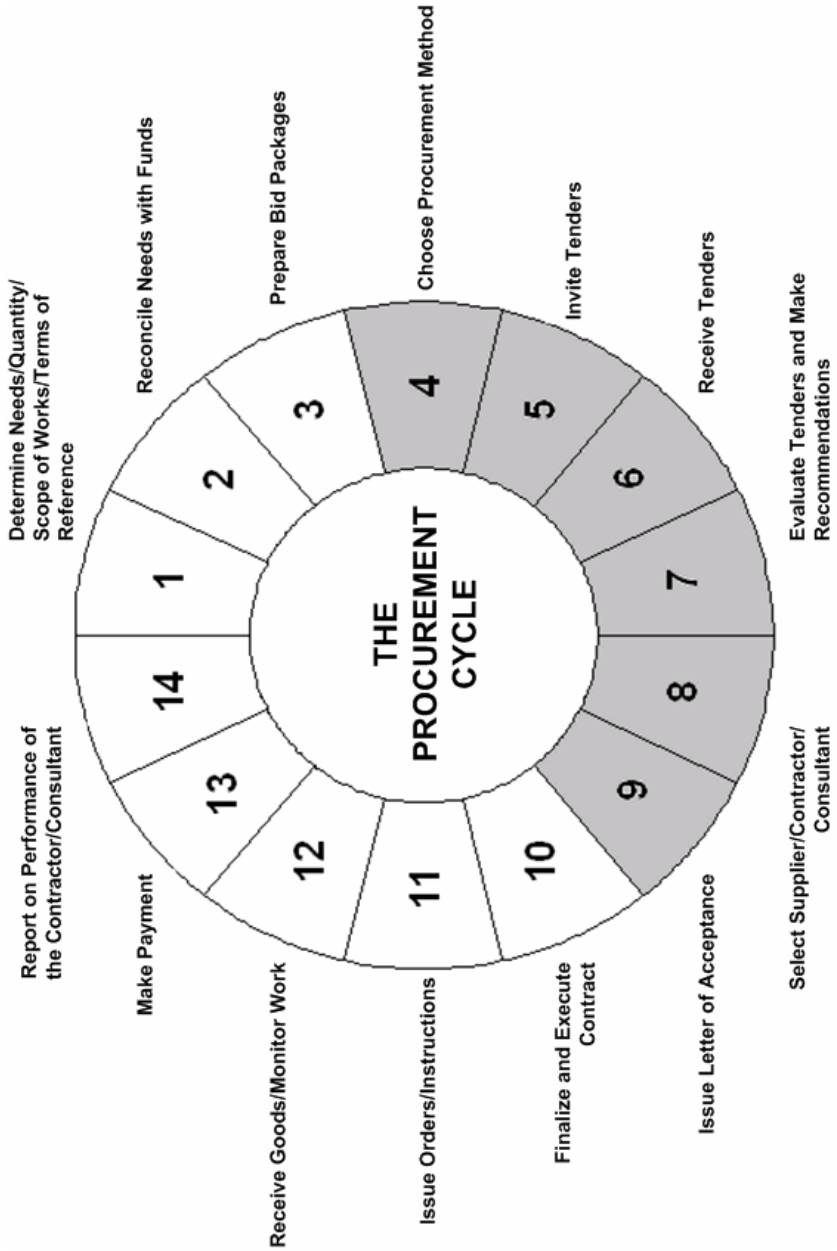 THE
PROCUREMENT
CYCLE
1
Determine Needs/Quantity/
Scope of Works/Terms of
Reference
2
Reconcile Needs with Funds
3
Prepare Bid Packages
4
Choose Procurement Method
5
Invite Tenders
6
Receive Tenders
7
Evaluate Tenders and Make
Recommendations
8
Select Supplier/Contractor/
Consultant
9
Issue Letter of Acceptance
10
Finalize and Execute
Contract
11
Issue Orders/Instructions
12
Receive Goods/Monitor Work
13
Make Payment
14
Report on Performance of
the Contractor/Consultant